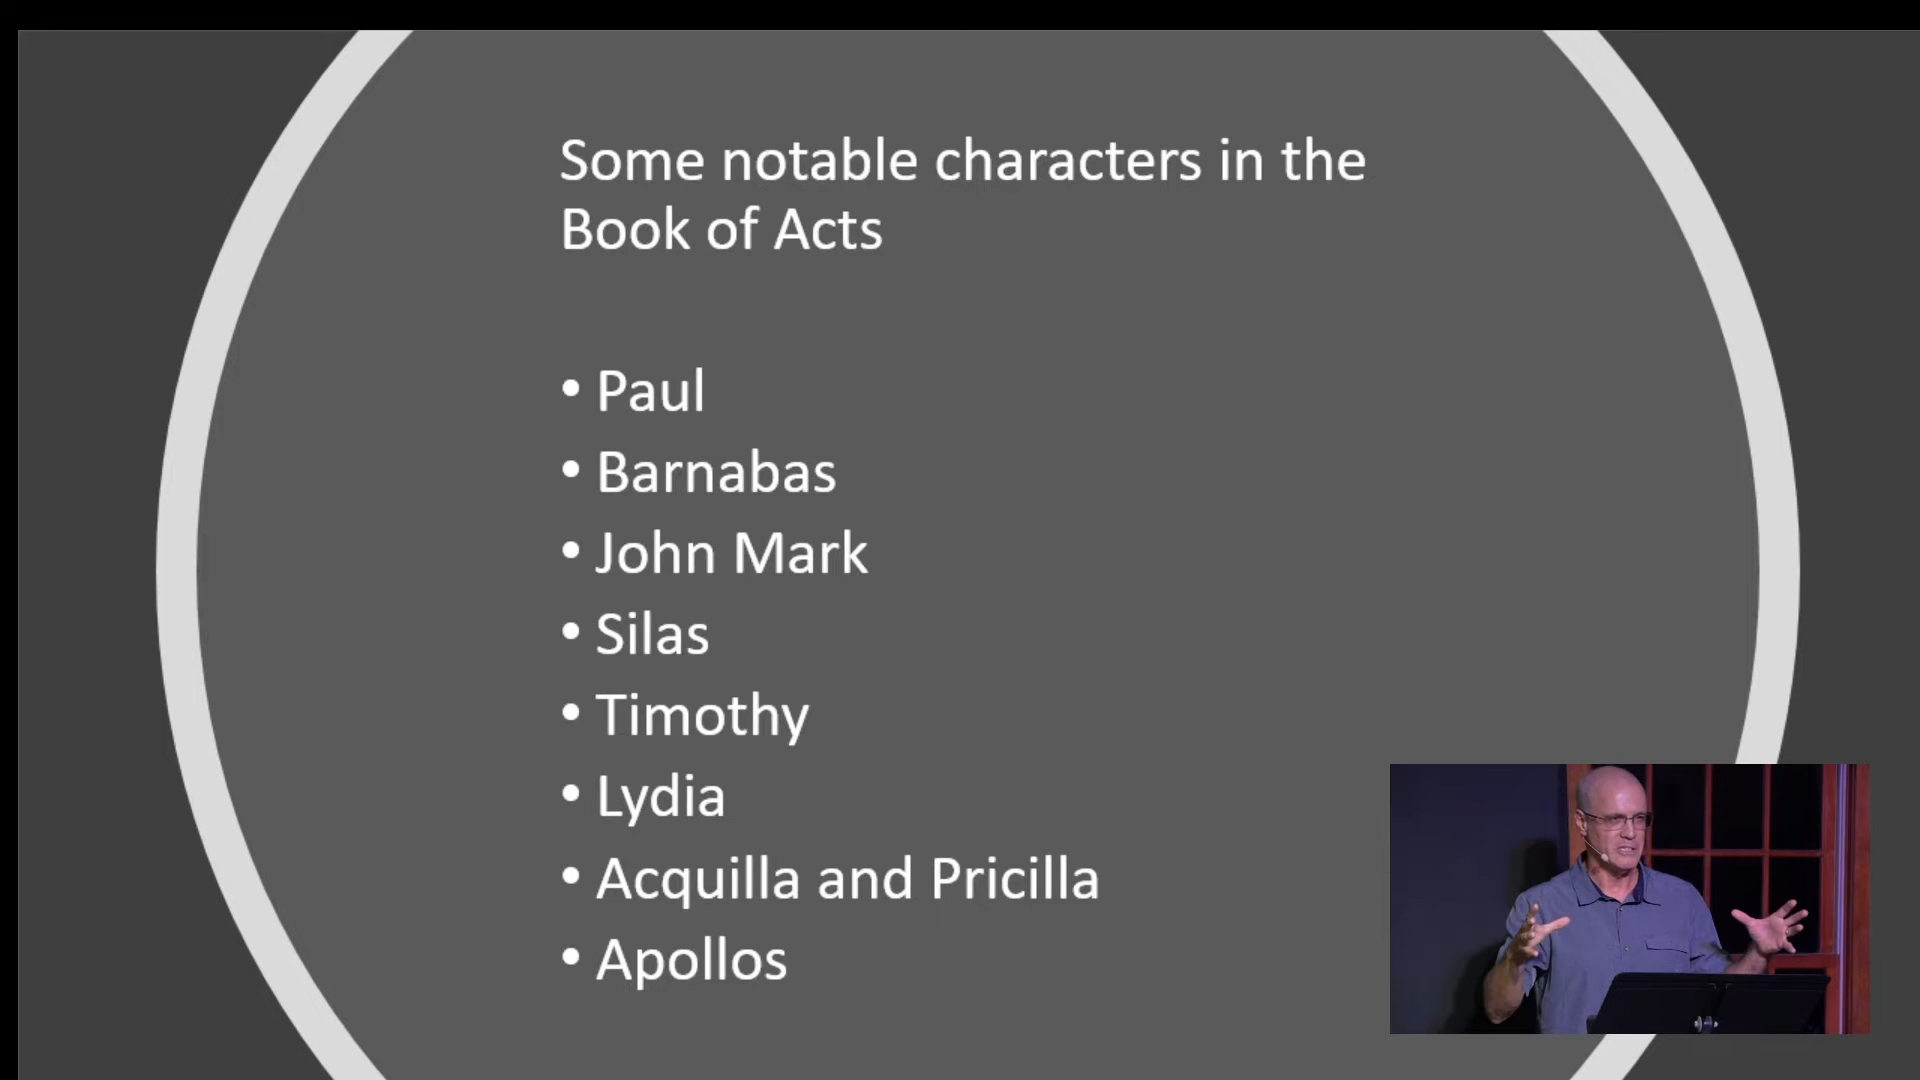 Some notable characters in the
Book of Acts
• Paul
• Barnabas
• John Mark
• Silas
• Timothy
• Lydia
• Acquilla and Pricilla
• Apollos